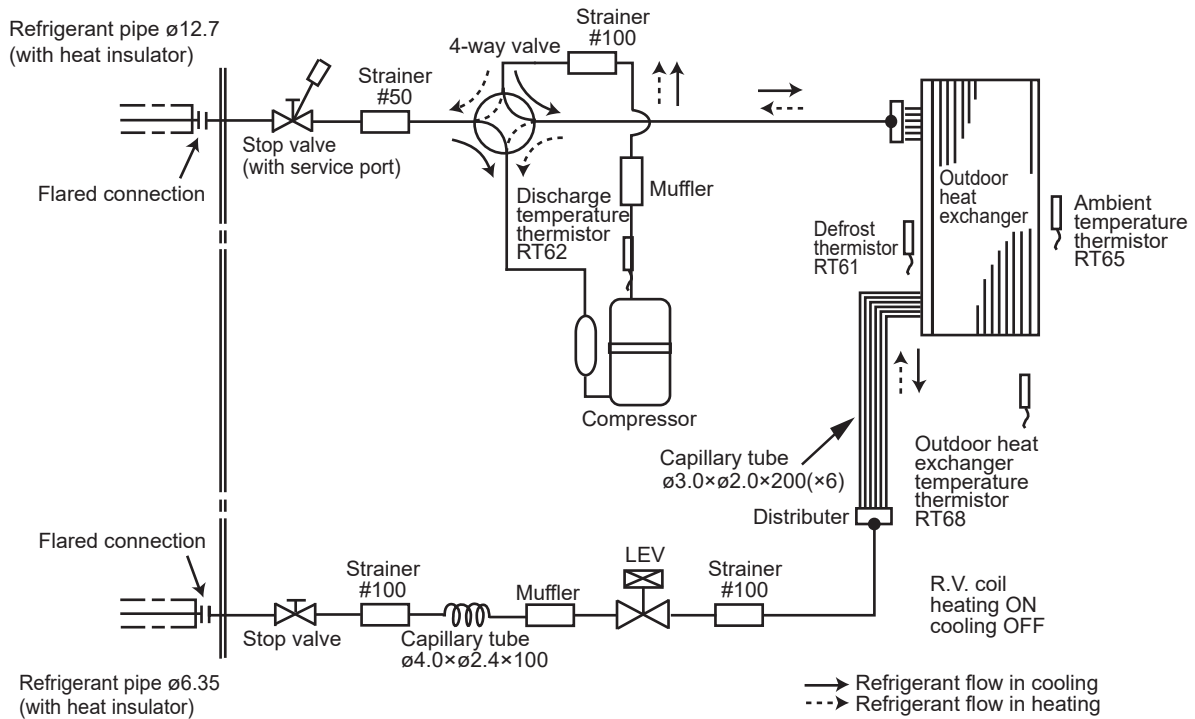 Refrigerant pipe ø12.7
(with heat insulator)
Strainer
#100
4-way valve
Strainer
#50
Stop valve
(with service port)
Flared connection
Muffler
Discharge
temperature
thermistor
RT62
Compressor
Outdoor
heat
exchanger
Defrost
thermistor
RT61
Ambient
temperature
thermistor
RT65
Capillary tube
ø3.0×ø2.0×200(×6)
Outdoor heat
exchanger
temperature
thermistor
RT68
Distributer
Flared connection
LEV
Strainer
#100
Muffler
Strainer
#100
Stop valve
Capillary tube
ø4.0×ø2.4×100
R.V. coil
heating ON
cooling OFF
Refrigerant pipe ø6.35
(with heat insulator)
Refrigerant flow in cooling
Refrigerant flow in heating